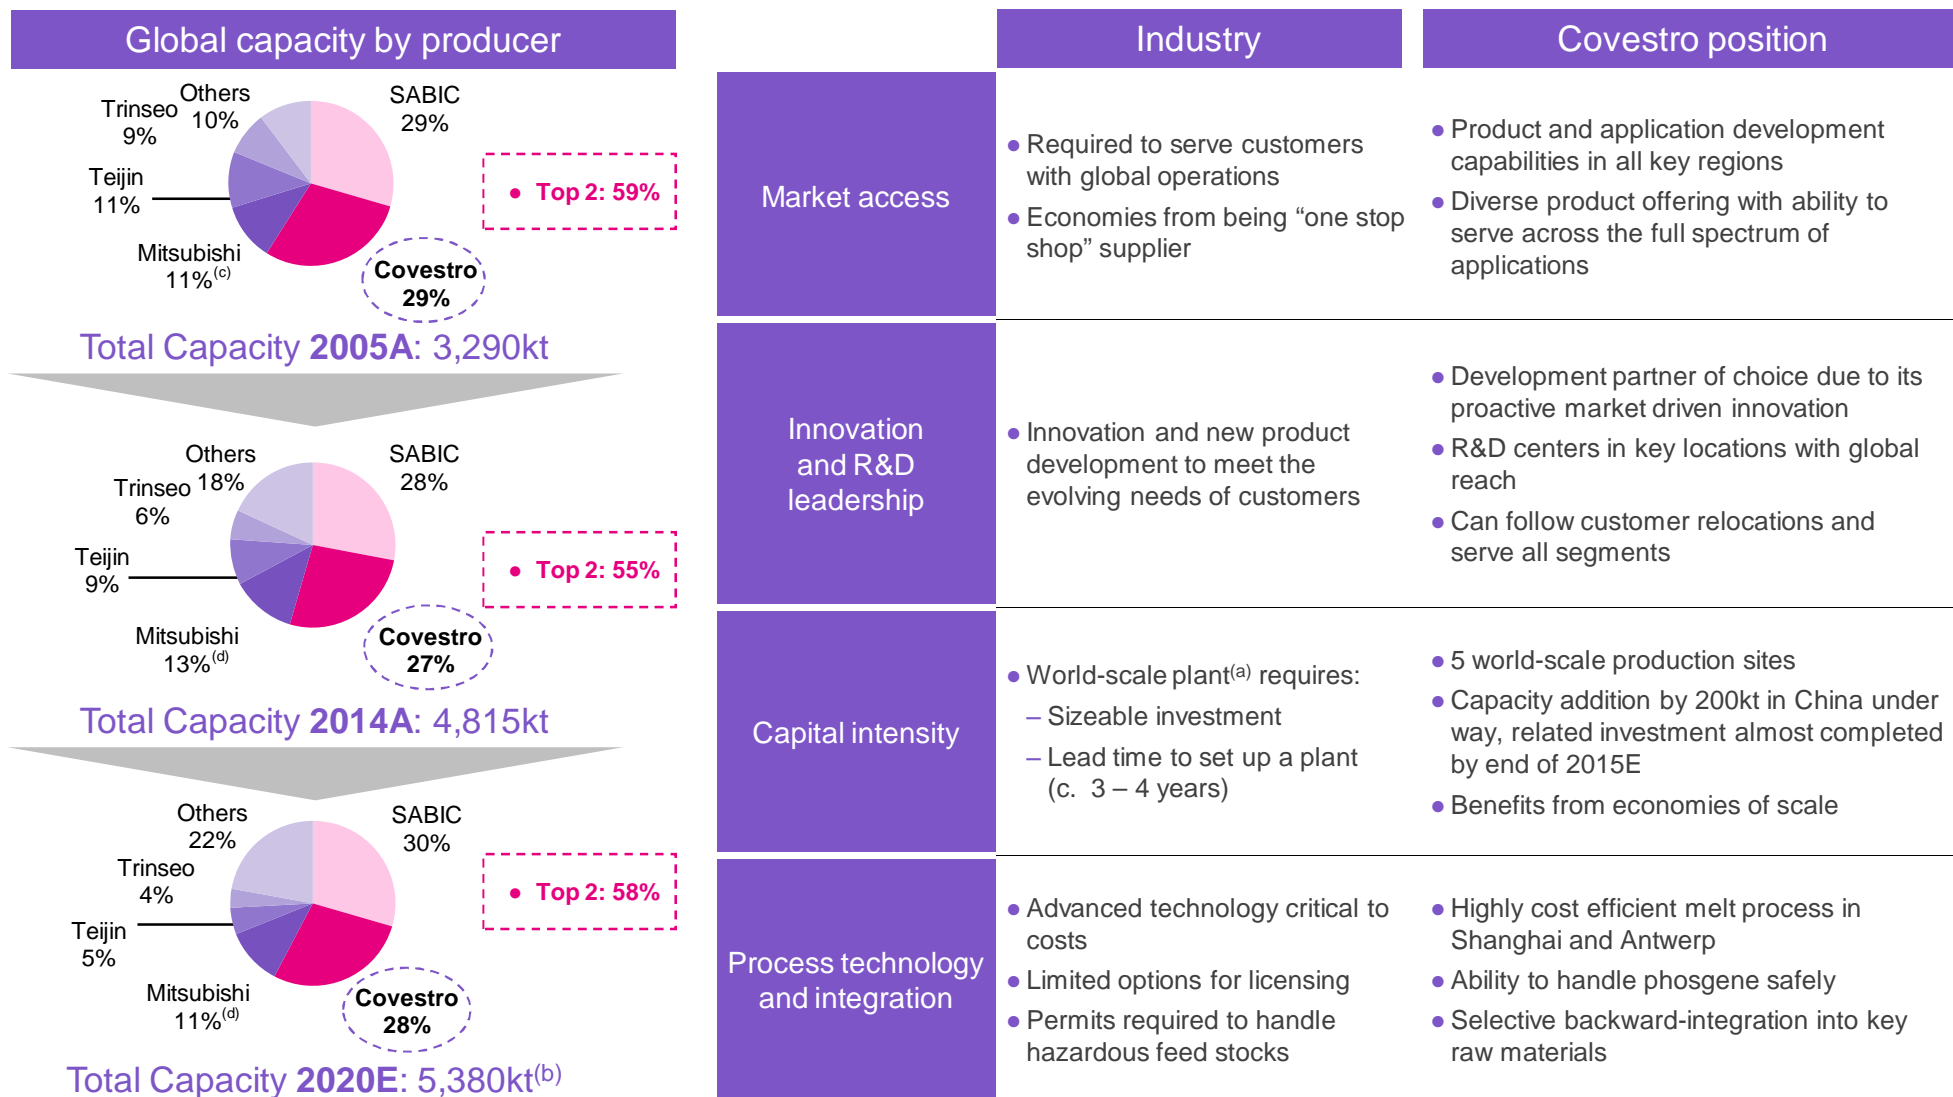 Global capacity by producer
Others
10%
SABIC
29%
Trinseo
9%
Teijin
11%
Mitsubishi
11%(c)
Covestro
29%
● Top 2: 59%
Total Capacity 2005A: 3,290kt
Others
18%
SABIC
28%
Trinseo
6%
Teijin
9%
Mitsubishi
13%(d)
Covestro
27%
● Top 2: 55%
Total Capacity 2014A: 4,815kt
Others
22%
SABIC
30%
Trinseo
4%
Teijin
5%
Mitsubishi
11%(d)
Covestro
28%
● Top 2: 58%
Total Capacity 2020E: 5,380kt(b)
Industry
Covestro position
Market access
● Required to serve customers
with global operations
● Economies from being “one stop
shop” supplier
● Product and application development
capabilities in all key regions
● Diverse product offering with ability to
serve across the full spectrum of
applications
Innovation
and R&D
leadership
● Innovation and new product
development to meet the
evolving needs of customers
● Development partner of choice due to its
proactive market driven innovation
● R&D centers in key locations with global
reach
● Can follow customer relocations and
serve all segments
Capital intensity
● World-scale plant(a) requires:
– Sizeable investment
– Lead time to set up a plant
(c. 3 – 4 years)
● 5 world-scale production sites
● Capacity addition by 200kt in China under
way, related investment almost completed
by end of 2015E
● Benefits from economies of scale
Process technology
and integration
● Advanced technology critical to
costs
● Limited options for licensing
● Permits required to handle
hazardous feed stocks
● Highly cost efficient melt process in
Shanghai and Antwerp
● Ability to handle phosgene safely
● Selective backward-integration into key
raw materials